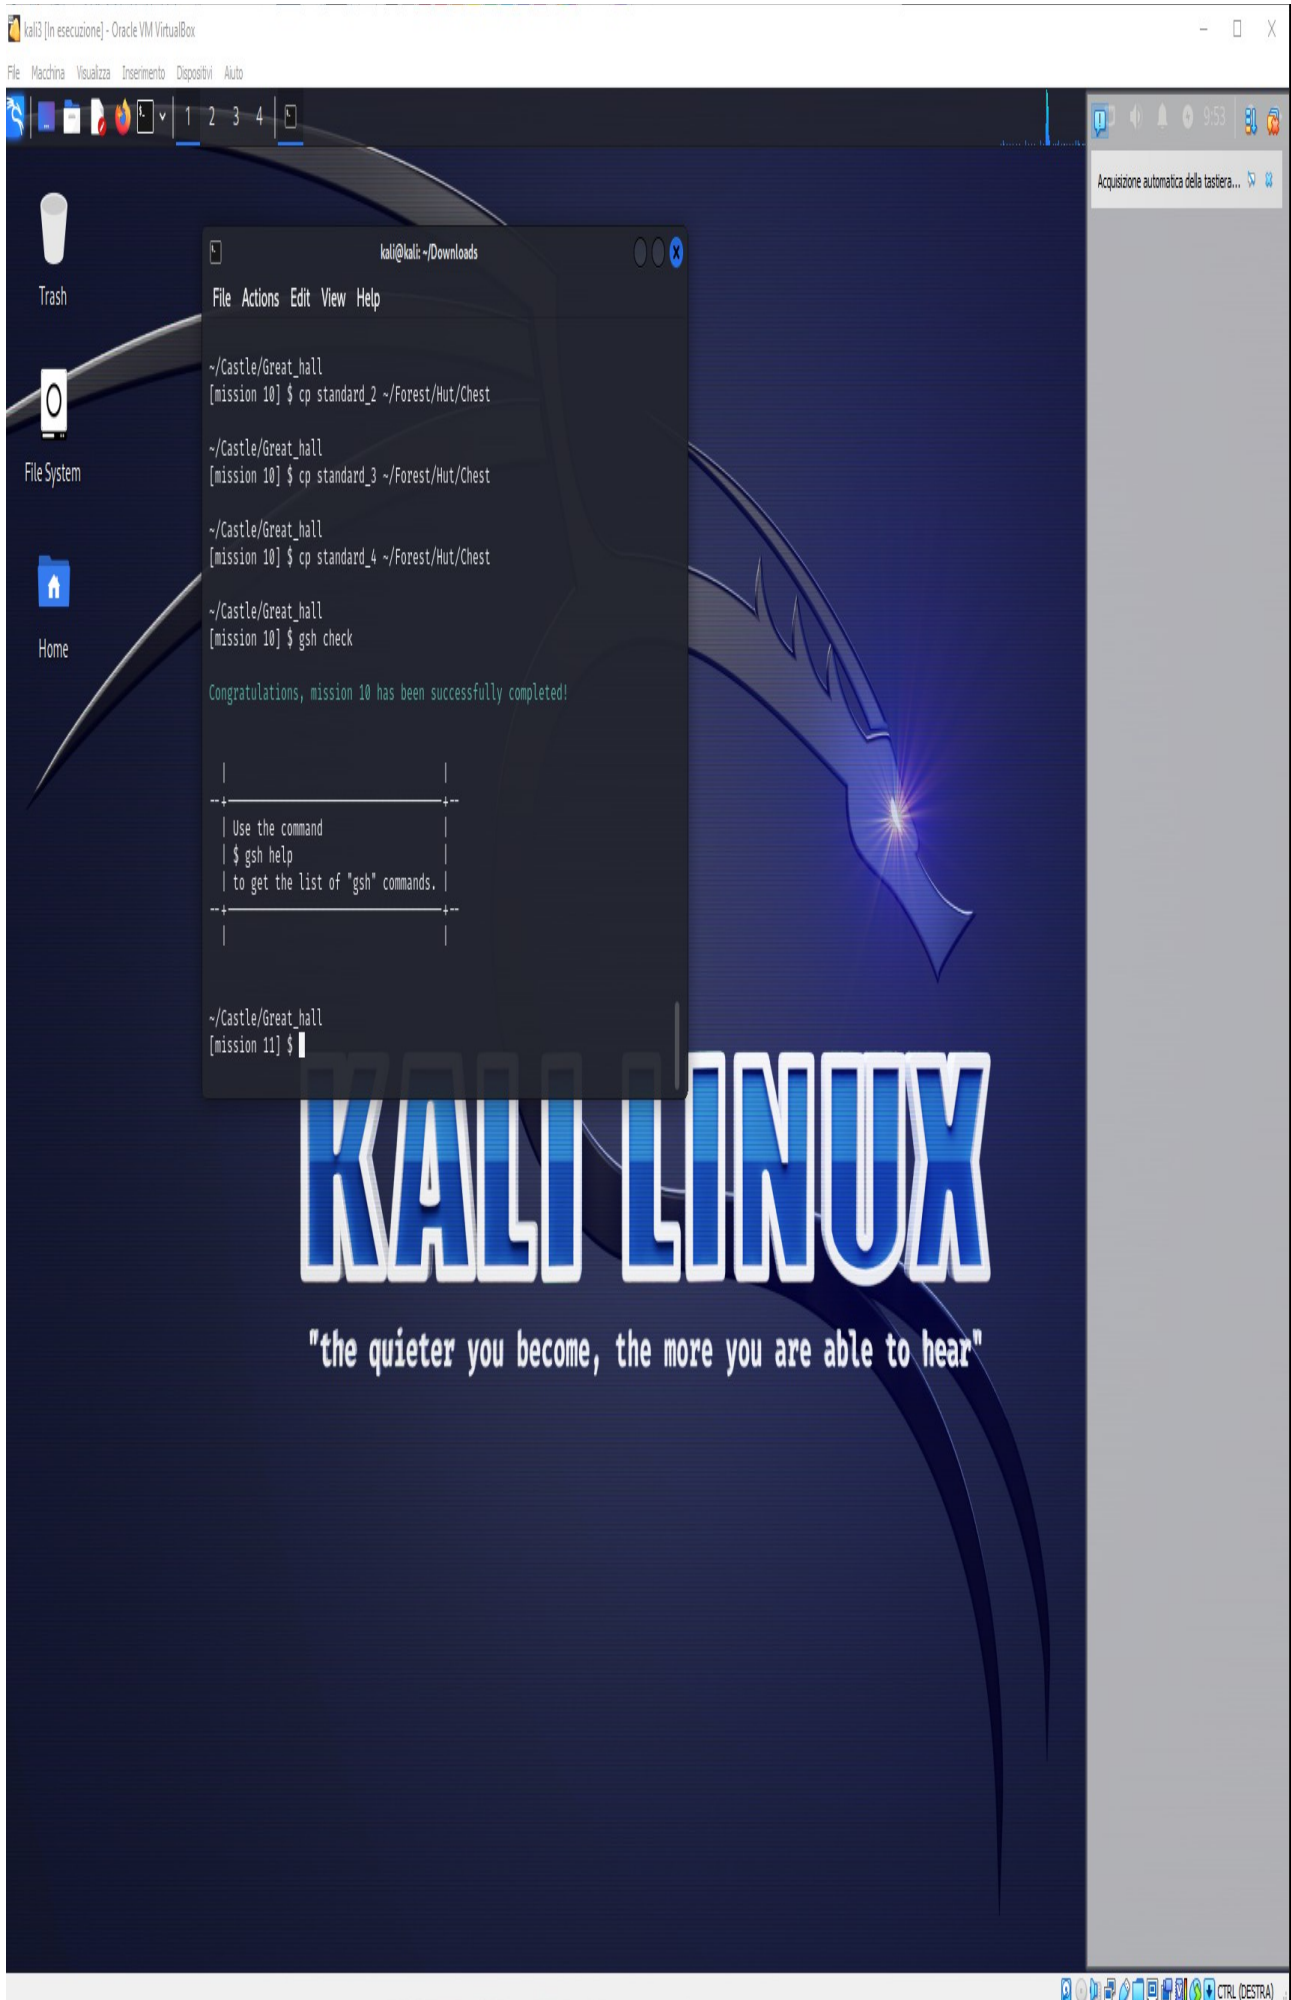 kali3 [In esecuzione] - Oracle VM VirtualBox
File Macchina Visualizza Inserimento Dispositivi Aiuto
1 2 3 4
9:53
Acquisizione automatica della tastiera...
Trash
File System
Home
kali@kali: ~/Downloads
File Actions Edit View Help
~/Castle/Great_hall
[mission 10] $ cp standard_2 ~/Forest/Hut/Chest
~/Castle/Great_hall
[mission 10] $ cp standard_3 ~/Forest/Hut/Chest
~/Castle/Great_hall
[mission 10] $ cp standard_4 ~/Forest/Hut/Chest
~/Castle/Great_hall
[mission 10] $ gsh check
Congratulations, mission 10 has been successfully completed!
Use the command
$ gsh help
to get the list of "gsh" commands.
~/Castle/Great_hall
[mission 11] $
KALI LINUX
"the quieter you become, the more you are able to hear"
CTRL (DESTRA)